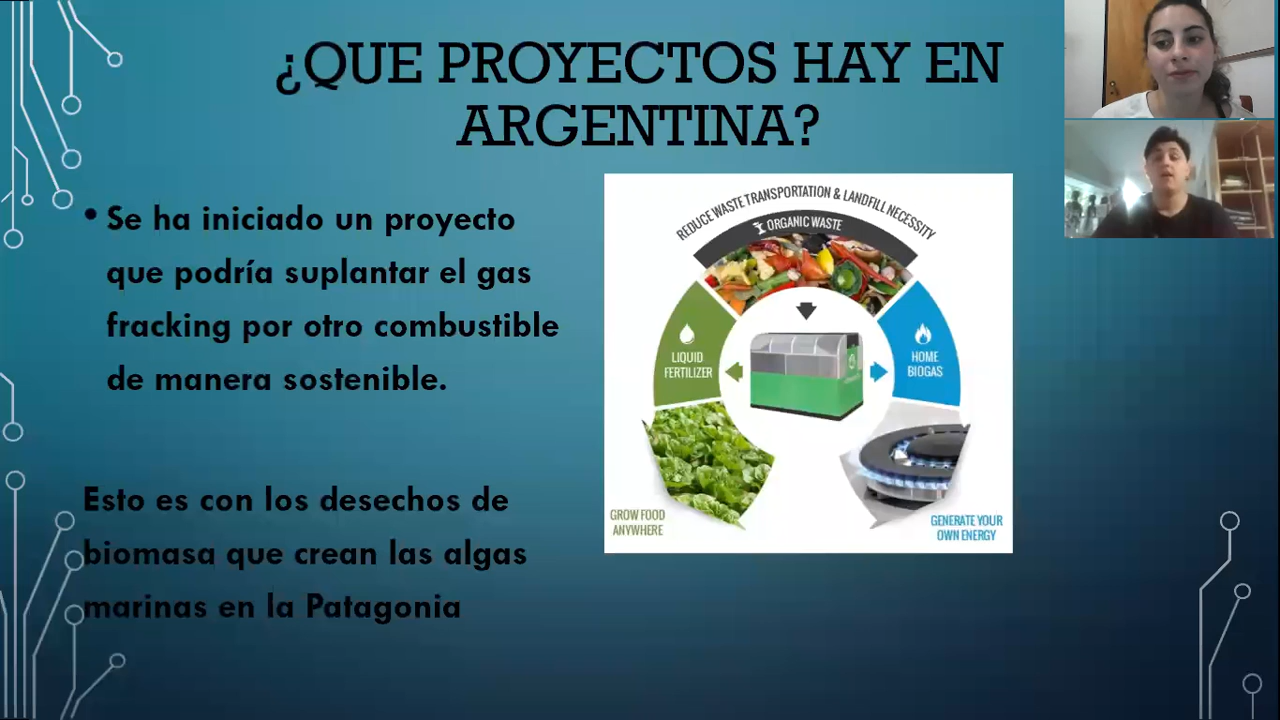 ¿QUE PROYECTOS HAY EN
ARGENTINA?
• Se ha iniciado un proyecto
que podría suplantar el gas
fracking por otro combustible
de manera sostenible.
Esto es con los desechos de
biomasa que crean las algas
marinas en la Patagonia
REDUCE WASTE TRANSPORTATION & LANDFILL NECESSITY
ORGANIC WASTE
LIQUID
FERTILIZER
HOME
BIOGAS
GROW FOOD
ANYWHERE
GENERATE YOUR
OWN ENERGY